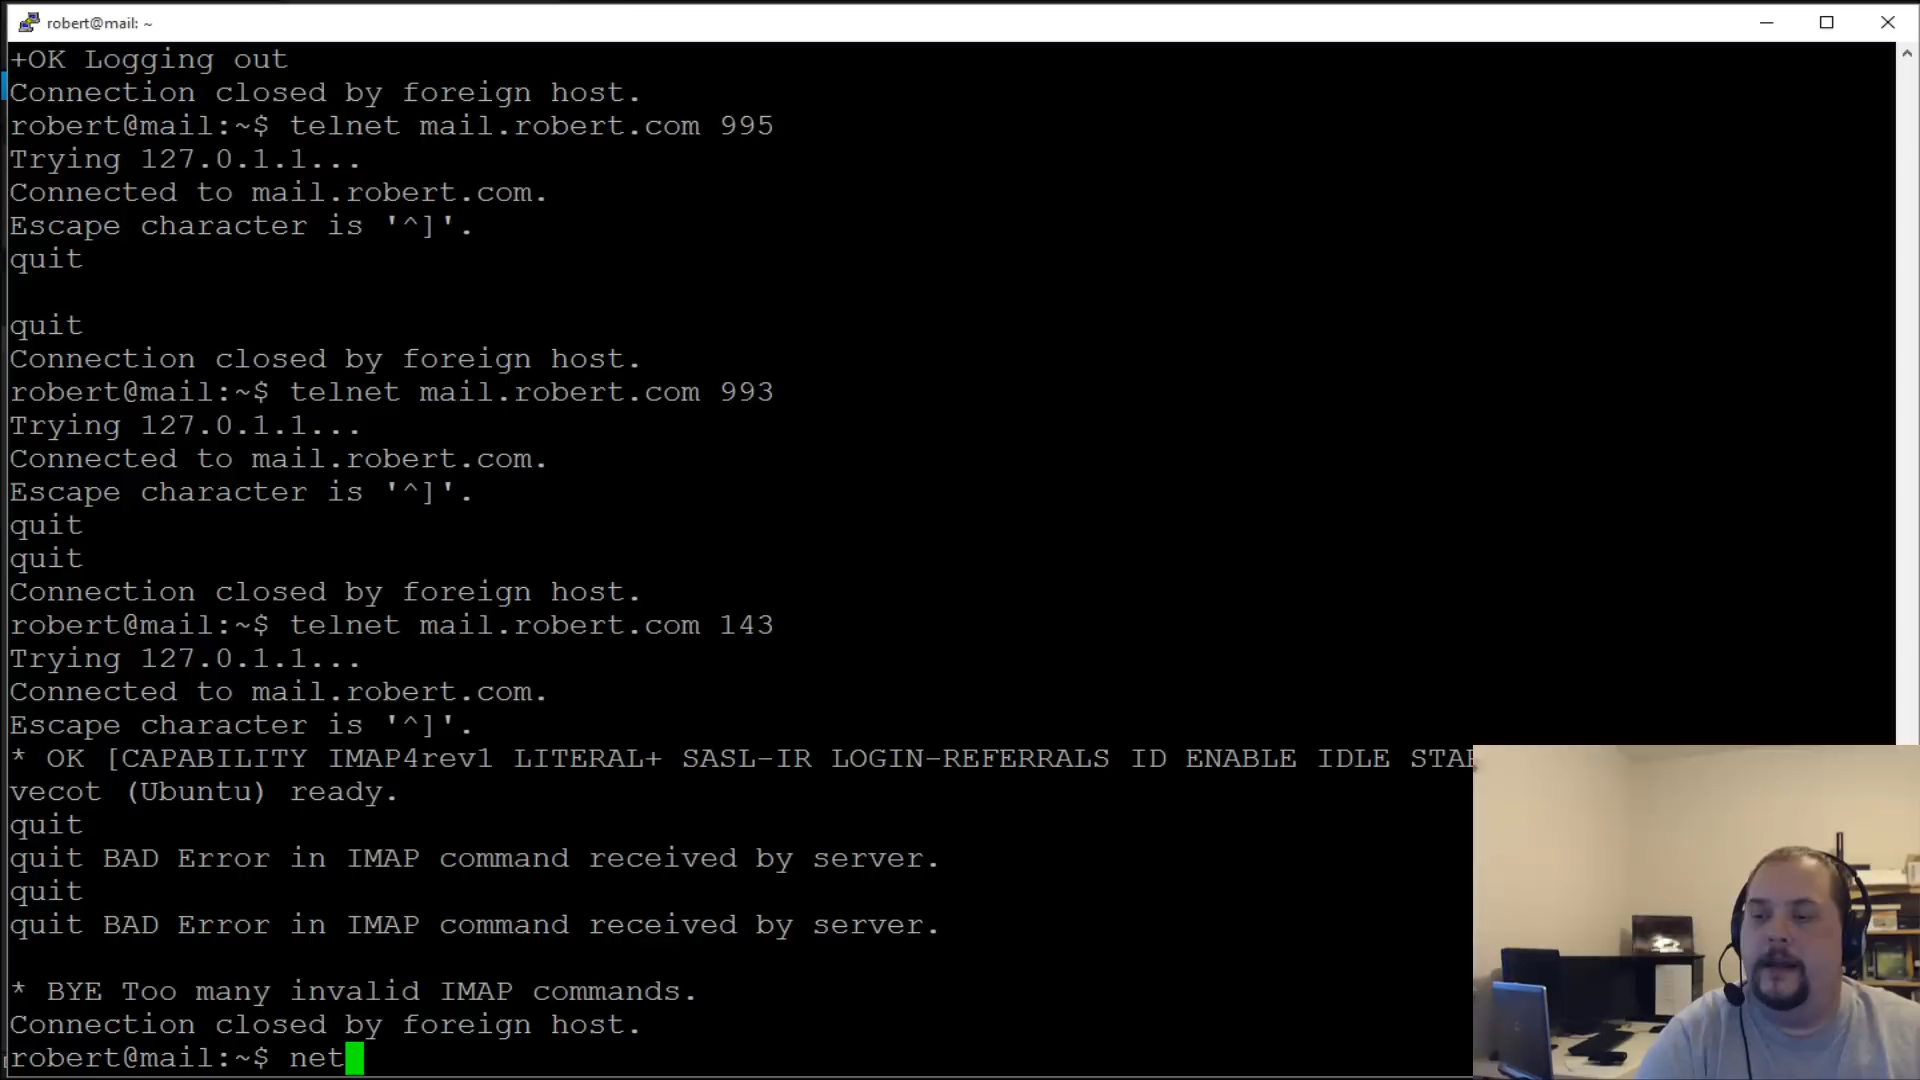 robert@mail: ~
+OK Logging out
Connection closed by foreign host.
robert@mail:~$ telnet mail.robert.com 995
Trying 127.0.1.1...
Connected to mail.robert.com.
Escape character is '^]'.
quit
quit
Connection closed by foreign host.
robert@mail:~$ telnet mail.robert.com 993
Trying 127.0.1.1...
Connected to mail.robert.com.
Escape character is '^]'.
quit
quit
Connection closed by foreign host.
robert@mail:~$ telnet mail.robert.com 143
Trying 127.0.1.1...
Connected to mail.robert.com.
Escape character is '^]'.
* OK [CAPABILITY IMAP4rev1 LITERAL+ SASL-IR LOGIN-REFERRALS ID ENABLE IDLE
vecot (Ubuntu) ready.
quit
quit BAD Error in IMAP command received by server.
quit
quit BAD Error in IMAP command received by server.
* BYE Too many invalid IMAP commands.
Connection closed by foreign host.
robert@mail:~$ net